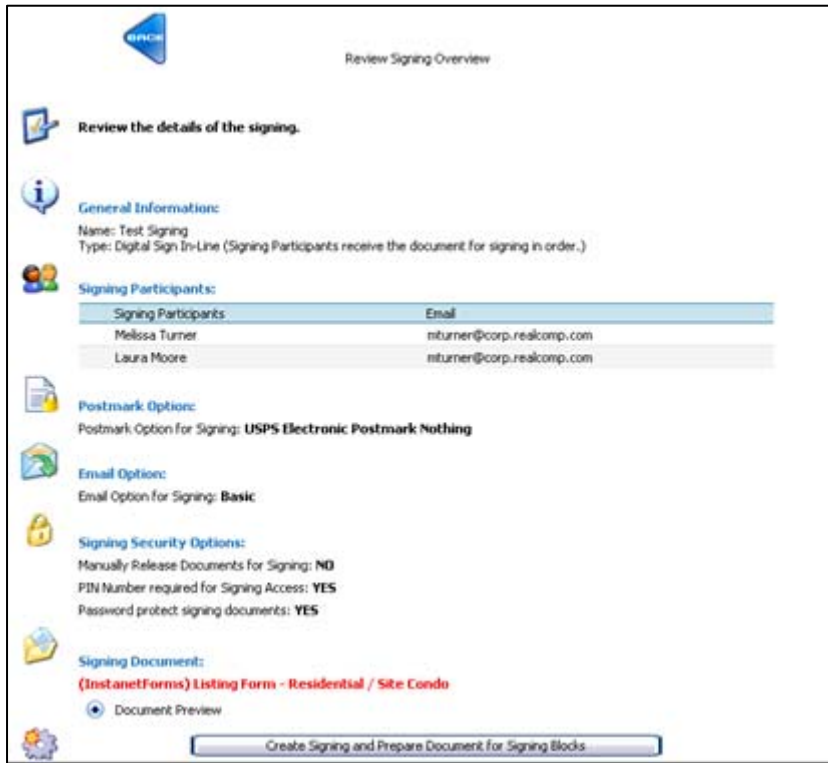 BACK
Review Signing Overview
Review the details of the signing.
General Information:
Name: Test Signing
Type: Digital Sign In-Line (Signing Participants receive the document for signing in order.)
Signing Participants:
Signing Participants Email
Melissa Turner mturner@corp.realcomp.com
Laura Moore mturner@corp.realcomp.com
Postmark Option:
Postmark Option for Signing: USPS Electronic Postmark Nothing
Email Option:
Email Option for Signing: Basic
Signing Security Options:
Manually Release Documents for Signing: NO
PIN Number required for Signing Access: YES
Password protect signing documents: YES
Signing Document:
(InstanetForms) Listing Form - Residential / Site Condo
Document Preview
Create Signing and Prepare Document for Signing Blocks